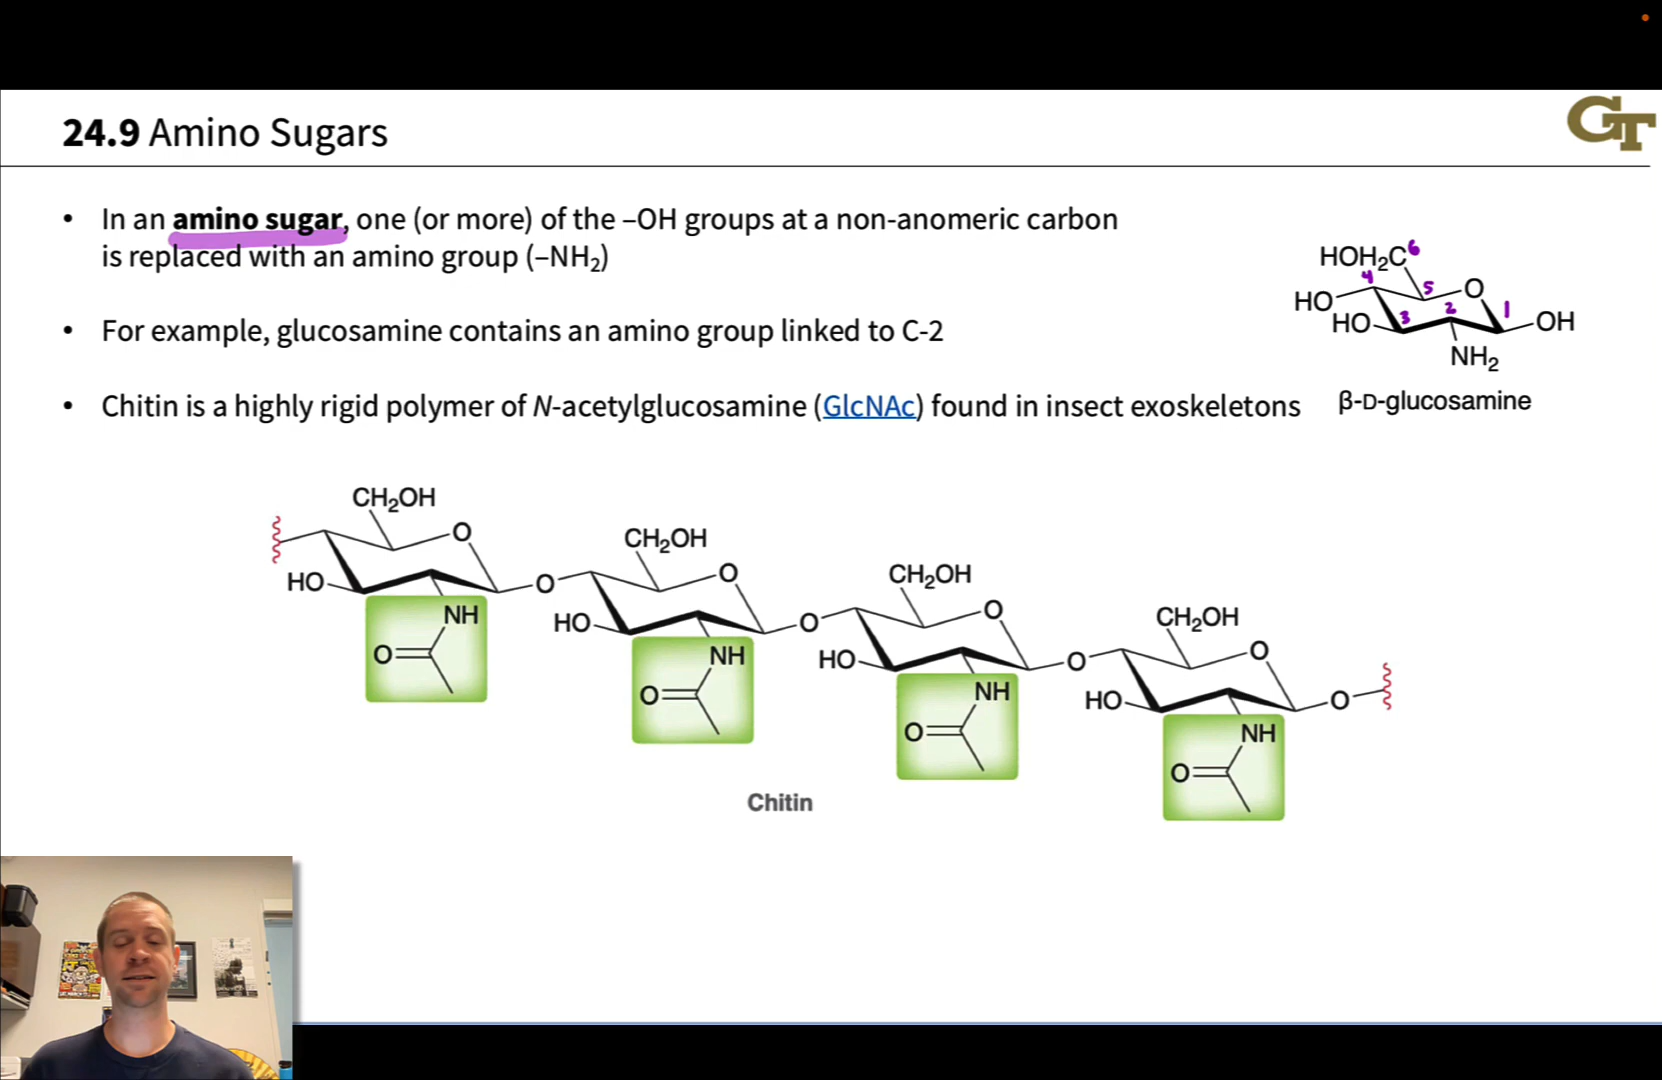 24.9 Amino Sugars
GT
• In an amino sugar, one (or more) of the –OH groups at a non-anomeric carbon
is replaced with an amino group (–NH₂)
• For example, glucosamine contains an amino group linked to C-2
• Chitin is a highly rigid polymer of N-acetylglucosamine (GlcNAc) found in insect exoskeletons
HOH₂C 6
4
5 O
HO
2 1
HO 3 OH
NH₂
β-D-glucosamine
CH₂OH
O
HO O
NH
O
CH₂OH
O
HO O
NH
O
CH₂OH
O
HO O
NH
O
CH₂OH
O
HO O
NH
O
Chitin